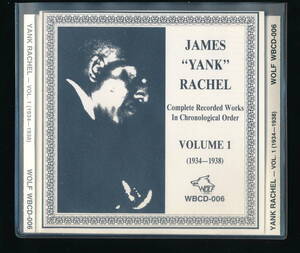 YANK RACHEL — VOL. 1 (1934—1938)
WOLF WBCD-006
JAMES
"YANK"
RACHEL
Complete Recorded Works
In Chronological Order
VOLUME 1
(1934—1938)
WOLF
WBCD-006
YANK RACHEL — VOL. 1 (1934—1938)
WOLF WBCD-006